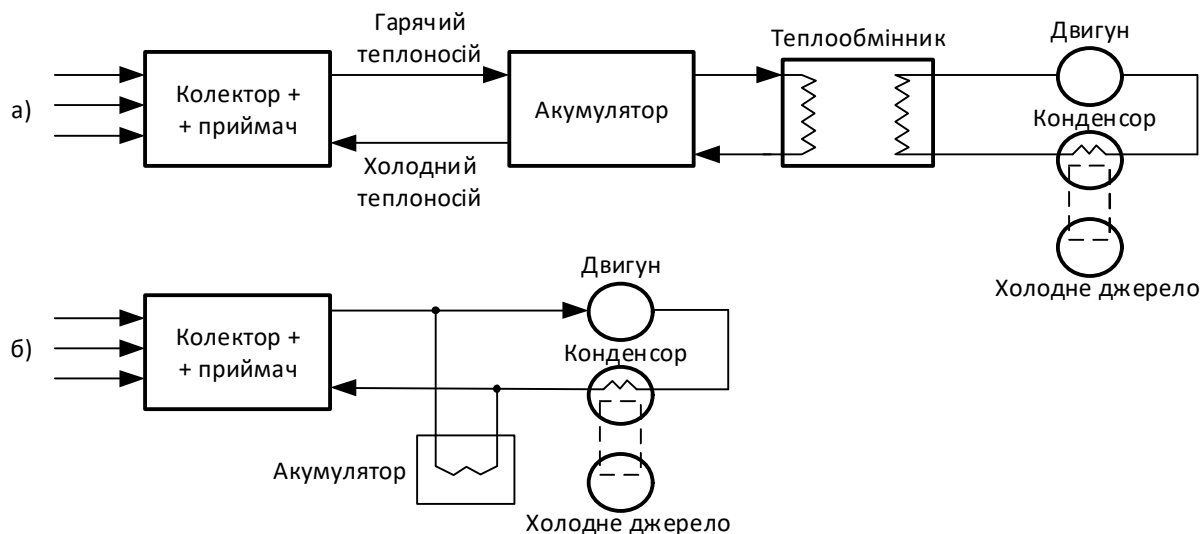 Гарячий
теплоносій
Теплообмінник
Двигун
а)
Колектор +
+ приймач
Акумулятор
Конденсор
Холодний
теплоносій
Холодне джерело
Двигун
б)
Колектор +
+ приймач
Конденсор
Акумулятор
Холодне джерело